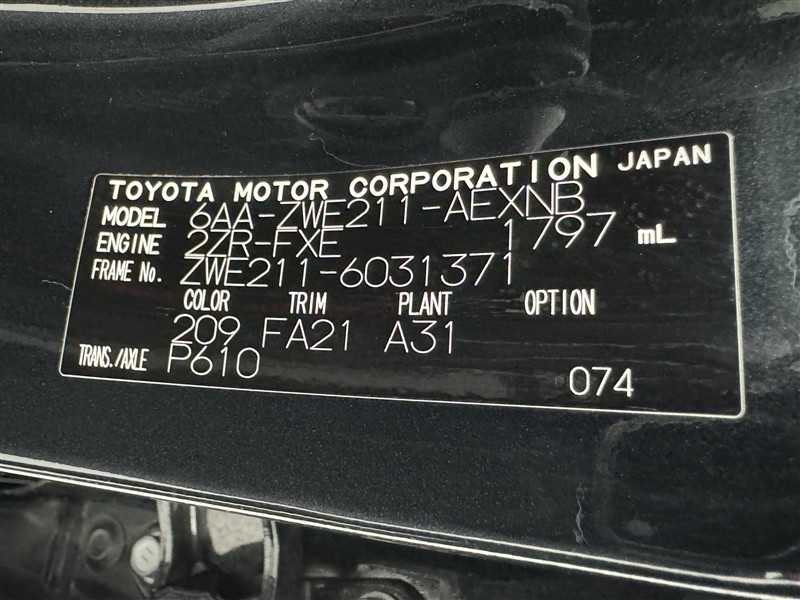 TOYOTA MOTOR CORPORATION JAPAN
MODEL 6AA-ZWE211-AEXNB
ENGINE 2ZR-FXE 1797 mL
FRAME No. ZWE211-6031371
COLOR TRIM PLANT OPTION
209 FA21 A31
TRANS./AXLE P610 074